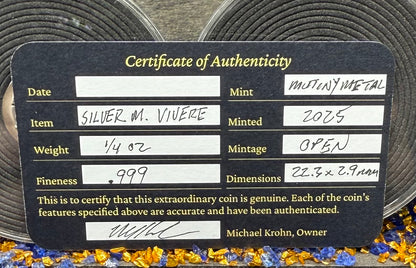 Certificate of Authenticity
Date Mint MUTINY METAL
Item SILVER M. VIVERE Minted 2025
Weight 1/4 oz Mintage OPEN
Fineness .999 Dimensions 22.3 x 2.9mm
This is to certify that this extraordinary coin is genuine. Each of the coin's
features specified above are accurate and have been authenticated.
Michael Krohn, Owner